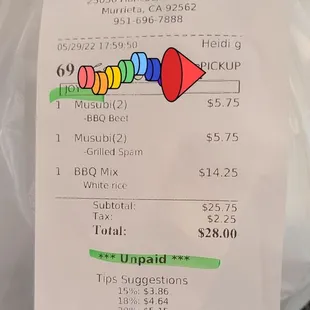 Murrieta, CA-92562
951-696-7888
05/29/22 17:59:50 Heidi g
69 PICKUP
1 Musubi(2) $5.75
-BBQ Beef
1 Musubi(2) $5.75
-Grilled Spam
1 BBQ Mix $14.25
White rice
Subtotal: $25.75
Tax: $2.25
Total: $28.00
*** Unpaid ***
Tips Suggestions
15%: $3.86
18%: $4.64